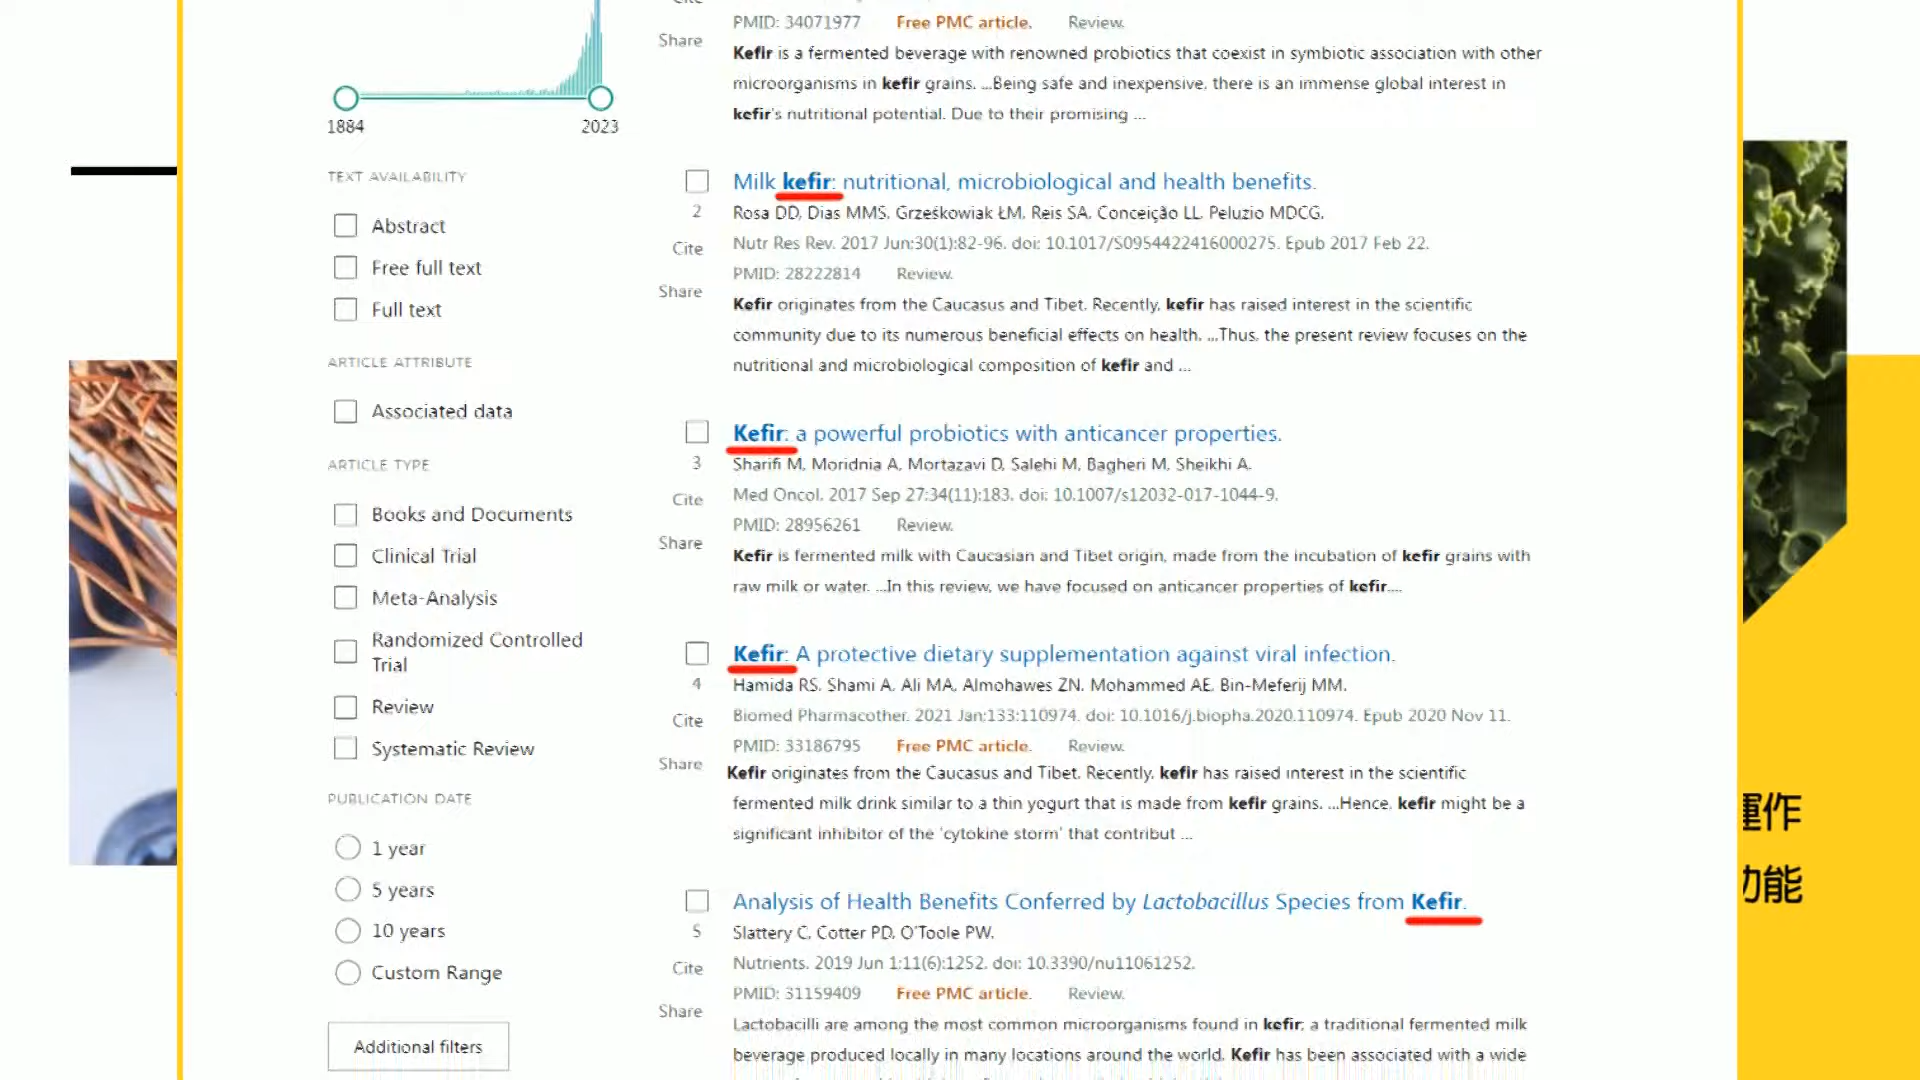 Share
PMID: 34071977 Free PMC article. Review.
Kefir is a fermented beverage with renowned probiotics that coexist in symbiotic association with other
microorganisms in kefir grains. ...Being safe and inexpensive, there is an immense global interest in
kefir's nutritional potential. Due to their promising ...
1884 2023
TEXT AVAILABILITY
Abstract
Free full text
Full text
ARTICLE ATTRIBUTE
Associated data
ARTICLE TYPE
Books and Documents
Clinical Trial
Meta-Analysis
Randomized Controlled
Trial
Review
Systematic Review
PUBLICATION DATE
1 year
5 years
10 years
Custom Range
Additional filters
Milk kefir: nutritional, microbiological and health benefits.
2
Rosa DD, Dias MMS, Grześkowiak ŁM, Reis SA, Conceição LL, Peluzio MDCG.
Cite
Nutr Res Rev. 2017 Jun;30(1):82-96. doi: 10.1017/S0954422416000275. Epub 2017 Feb 22.
PMID: 28222814 Review.
Share
Kefir originates from the Caucasus and Tibet. Recently, kefir has raised interest in the scientific
community due to its numerous beneficial effects on health. ...Thus, the present review focuses on the
nutritional and microbiological composition of kefir and ...
Kefir: a powerful probiotics with anticancer properties.
3
Sharifi M, Moridnia A, Mortazavi D, Salehi M, Bagheri M, Sheikhi A.
Cite
Med Oncol. 2017 Sep 27;34(11):183. doi: 10.1007/s12032-017-1044-9.
PMID: 28956261 Review.
Share
Kefir is fermented milk with Caucasian and Tibet origin, made from the incubation of kefir grains with
raw milk or water. ...In this review, we have focused on anticancer properties of kefir....
Kefir: A protective dietary supplementation against viral infection.
4
Hamida RS, Shami A, Ali MA, Almohawes ZN, Mohammed AE, Bin-Meferij MM.
Cite
Biomed Pharmacother. 2021 Jan;133:110974. doi: 10.1016/j.biopha.2020.110974. Epub 2020 Nov 11.
PMID: 33186795 Free PMC article. Review.
Share
Kefir originates from the Caucasus and Tibet. Recently, kefir has raised interest in the scientific
fermented milk drink similar to a thin yogurt that is made from kefir grains. ...Hence, kefir might be a
significant inhibitor of the 'cytokine storm' that contribut ...
Analysis of Health Benefits Conferred by Lactobacillus Species from Kefir.
5
Slattery C, Cotter PD, O'Toole PW.
Cite
Nutrients. 2019 Jun 1;11(6):1252. doi: 10.3390/nu11061252.
PMID: 31159409 Free PMC article. Review.
Share
Lactobacilli are among the most common microorganisms found in kefir; a traditional fermented milk
beverage produced locally in many locations around the world. Kefir has been associated with a wide
運作
功能